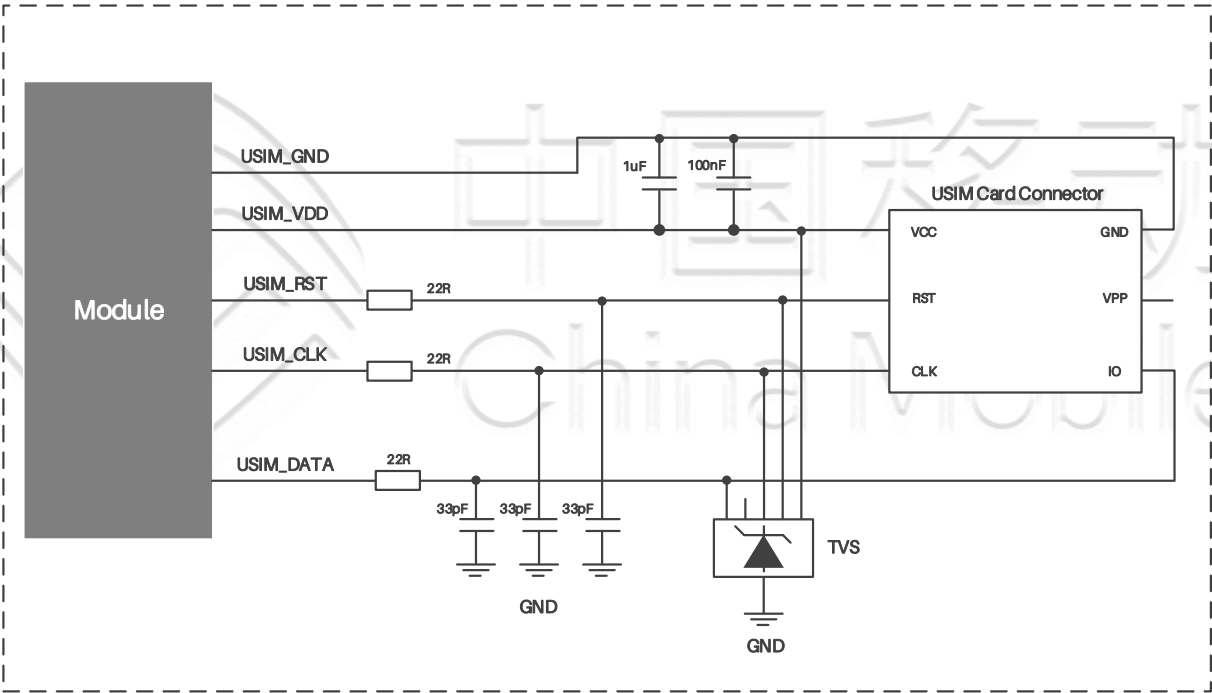 USIM_GND
1uF
100nF
USIM Card Connector
USIM_VDD
VCC
GND
USIM_RST
22R
RST
VPP
Module
USIM_CLK
22R
CLK
IO
USIM_DATA
22R
33pF
33pF
33pF
TVS
GND
GND
中国移动
China Mobile